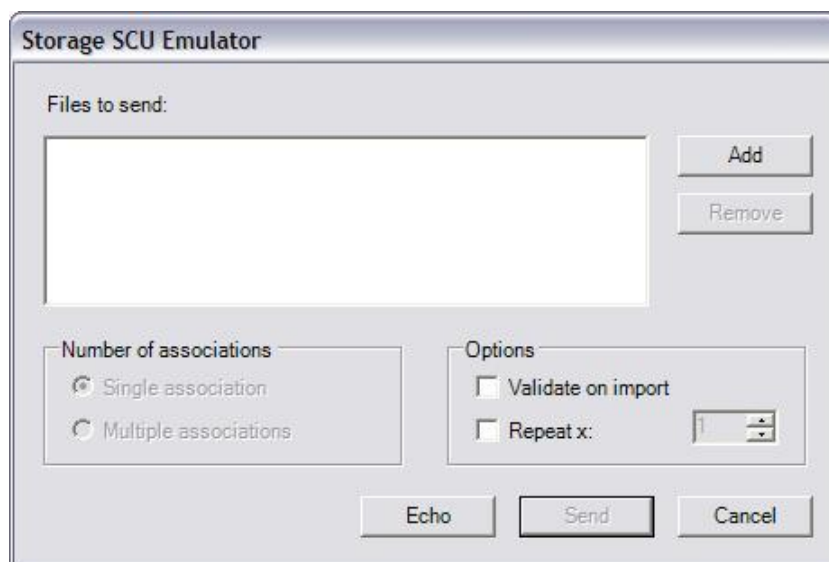 Storage SCU Emulator
Files to send:
Add
Remove
Number of associations
Single association
Multiple associations
Options
Validate on import
Repeat x:
1
Echo
Send
Cancel